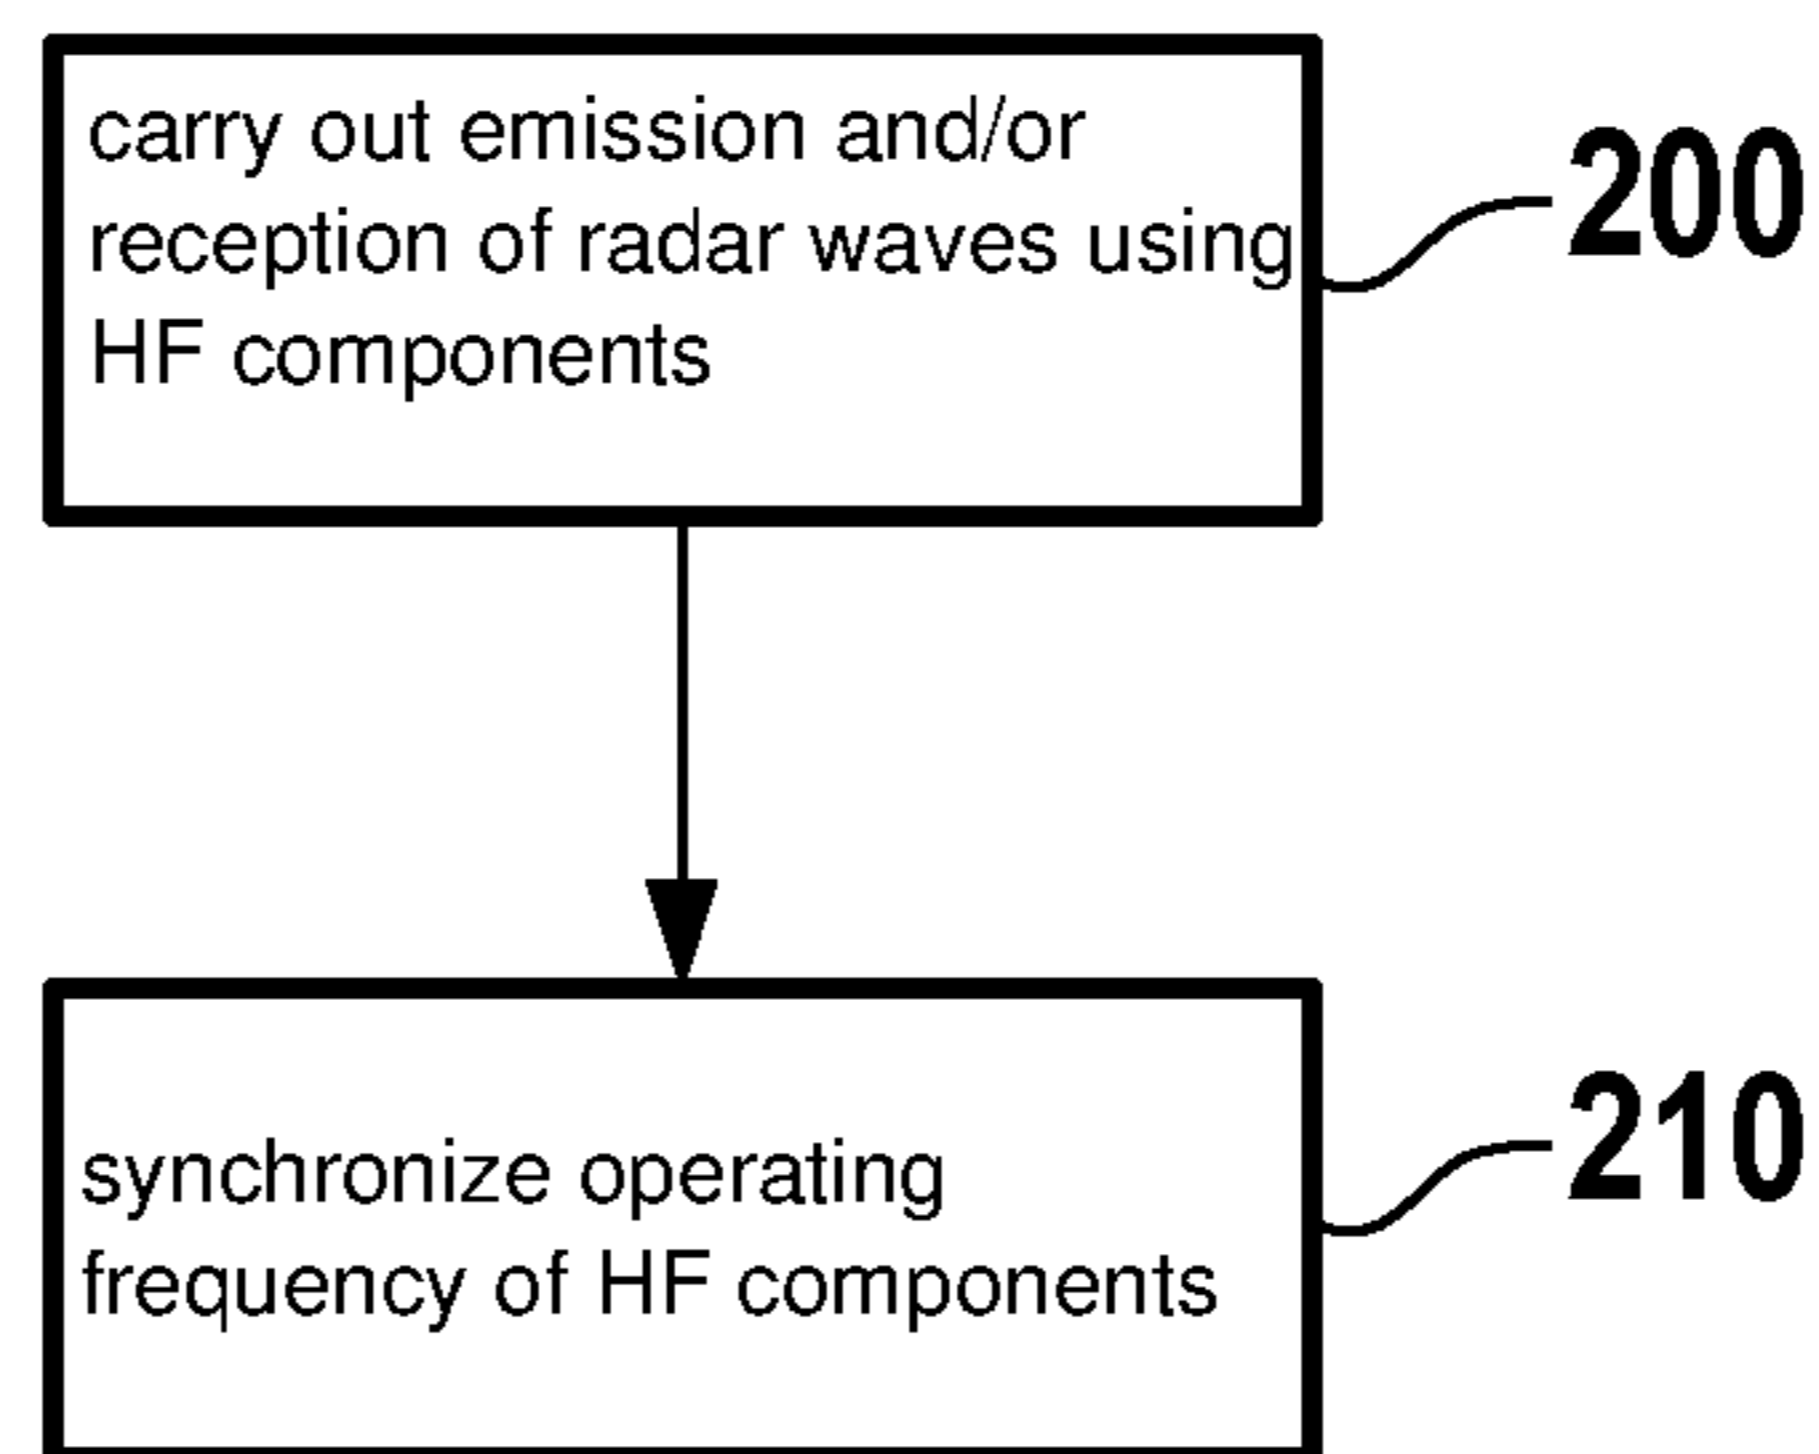 carry out emission and/or
reception of radar waves using
HF components
200
synchronize operating
frequency of HF components
210